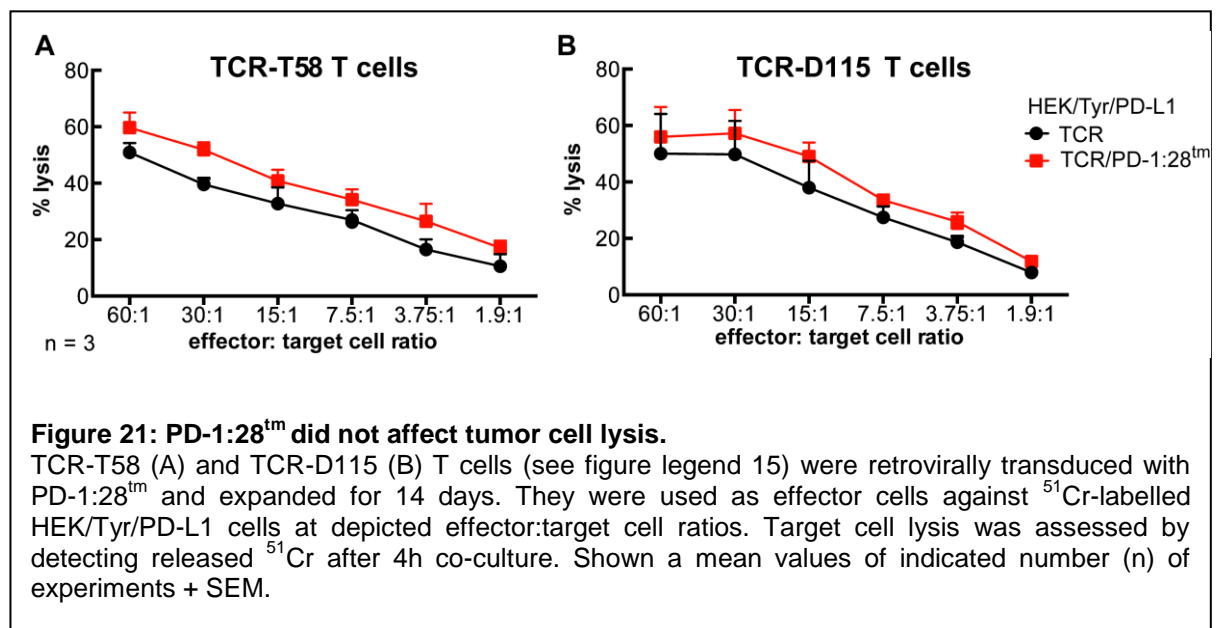 A
TCR-T58 T cells
80
60
40
20
0
% lysis
60:1 30:1 15:1 7.5:1 3.75:1 1.9:1
effector: target cell ratio
n = 3
B
TCR-D115 T cells
80
60
40
20
0
% lysis
60:1 30:1 15:1 7.5:1 3.75:1 1.9:1
effector: target cell ratio
HEK/Tyr/PD-L1
TCR
TCR/PD-1:28tm
Figure 21: PD-1:28tm did not affect tumor cell lysis.
TCR-T58 (A) and TCR-D115 (B) T cells (see figure legend 15) were retrovirally transduced with
PD-1:28tm and expanded for 14 days. They were used as effector cells against 51Cr-labelled
HEK/Tyr/PD-L1 cells at depicted effector:target cell ratios. Target cell lysis was assessed by
detecting released 51Cr after 4h co-culture. Shown a mean values of indicated number (n) of
experiments + SEM.